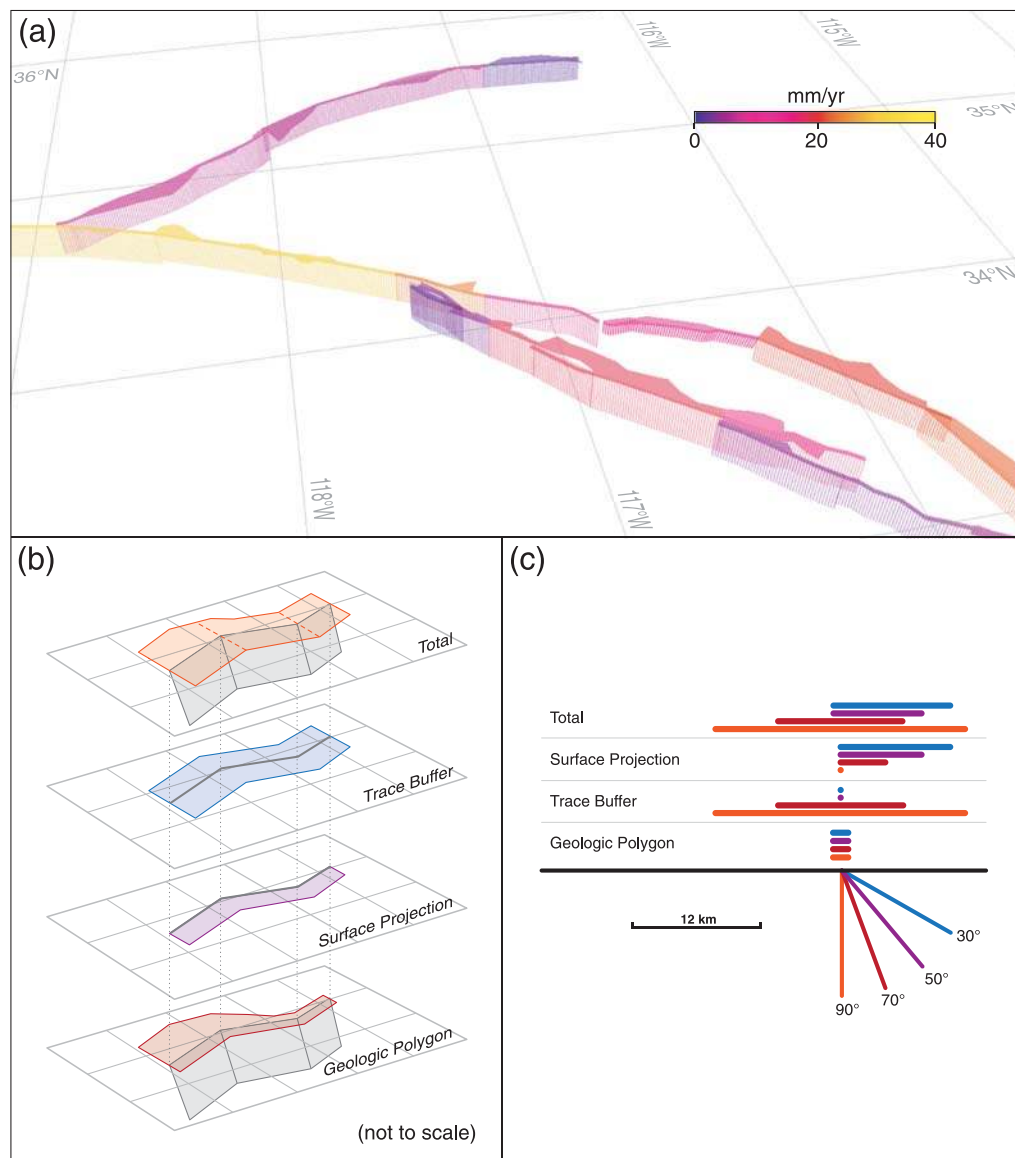 (a)
116°W
115°W
36°N
35°N
mm/yr
0
20
40
34°N
118°W
117°W
(b)
Total
Trace Buffer
Surface Projection
Geologic Polygon
(not to scale)
(c)
Total
Surface Projection
Trace Buffer
Geologic Polygon
12 km
30°
50°
70°
90°